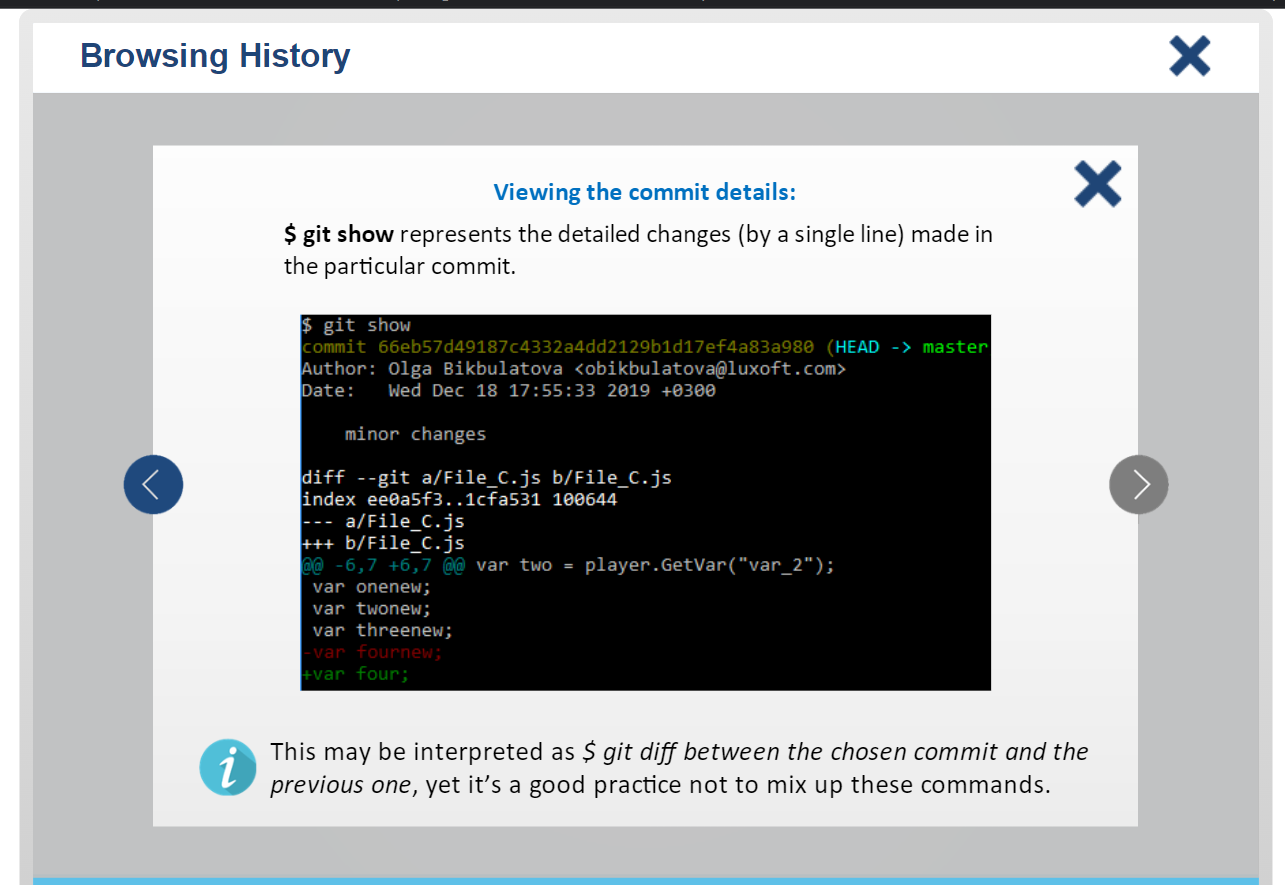 Browsing History
Viewing the commit details:
$ git show represents the detailed changes (by a single line) made in
the particular commit.
$ git show
commit 66eb57d49187c4332a4dd2129b1d17ef4a83a980 (HEAD -> master
Author: Olga Bikbulatova <obikbulatova@luxoft.com>
Date:   Wed Dec 18 17:55:33 2019 +0300
    minor changes
diff --git a/File_C.js b/File_C.js
index ee0a5f3..1cfa531 100644
--- a/File_C.js
+++ b/File_C.js
@@ -6,7 +6,7 @@ var two = player.GetVar("var_2");
 var onenew;
 var twonew;
 var threenew;
-var fournew;
+var four;
This may be interpreted as $ git diff between the chosen commit and the
previous one, yet it’s a good practice not to mix up these commands.